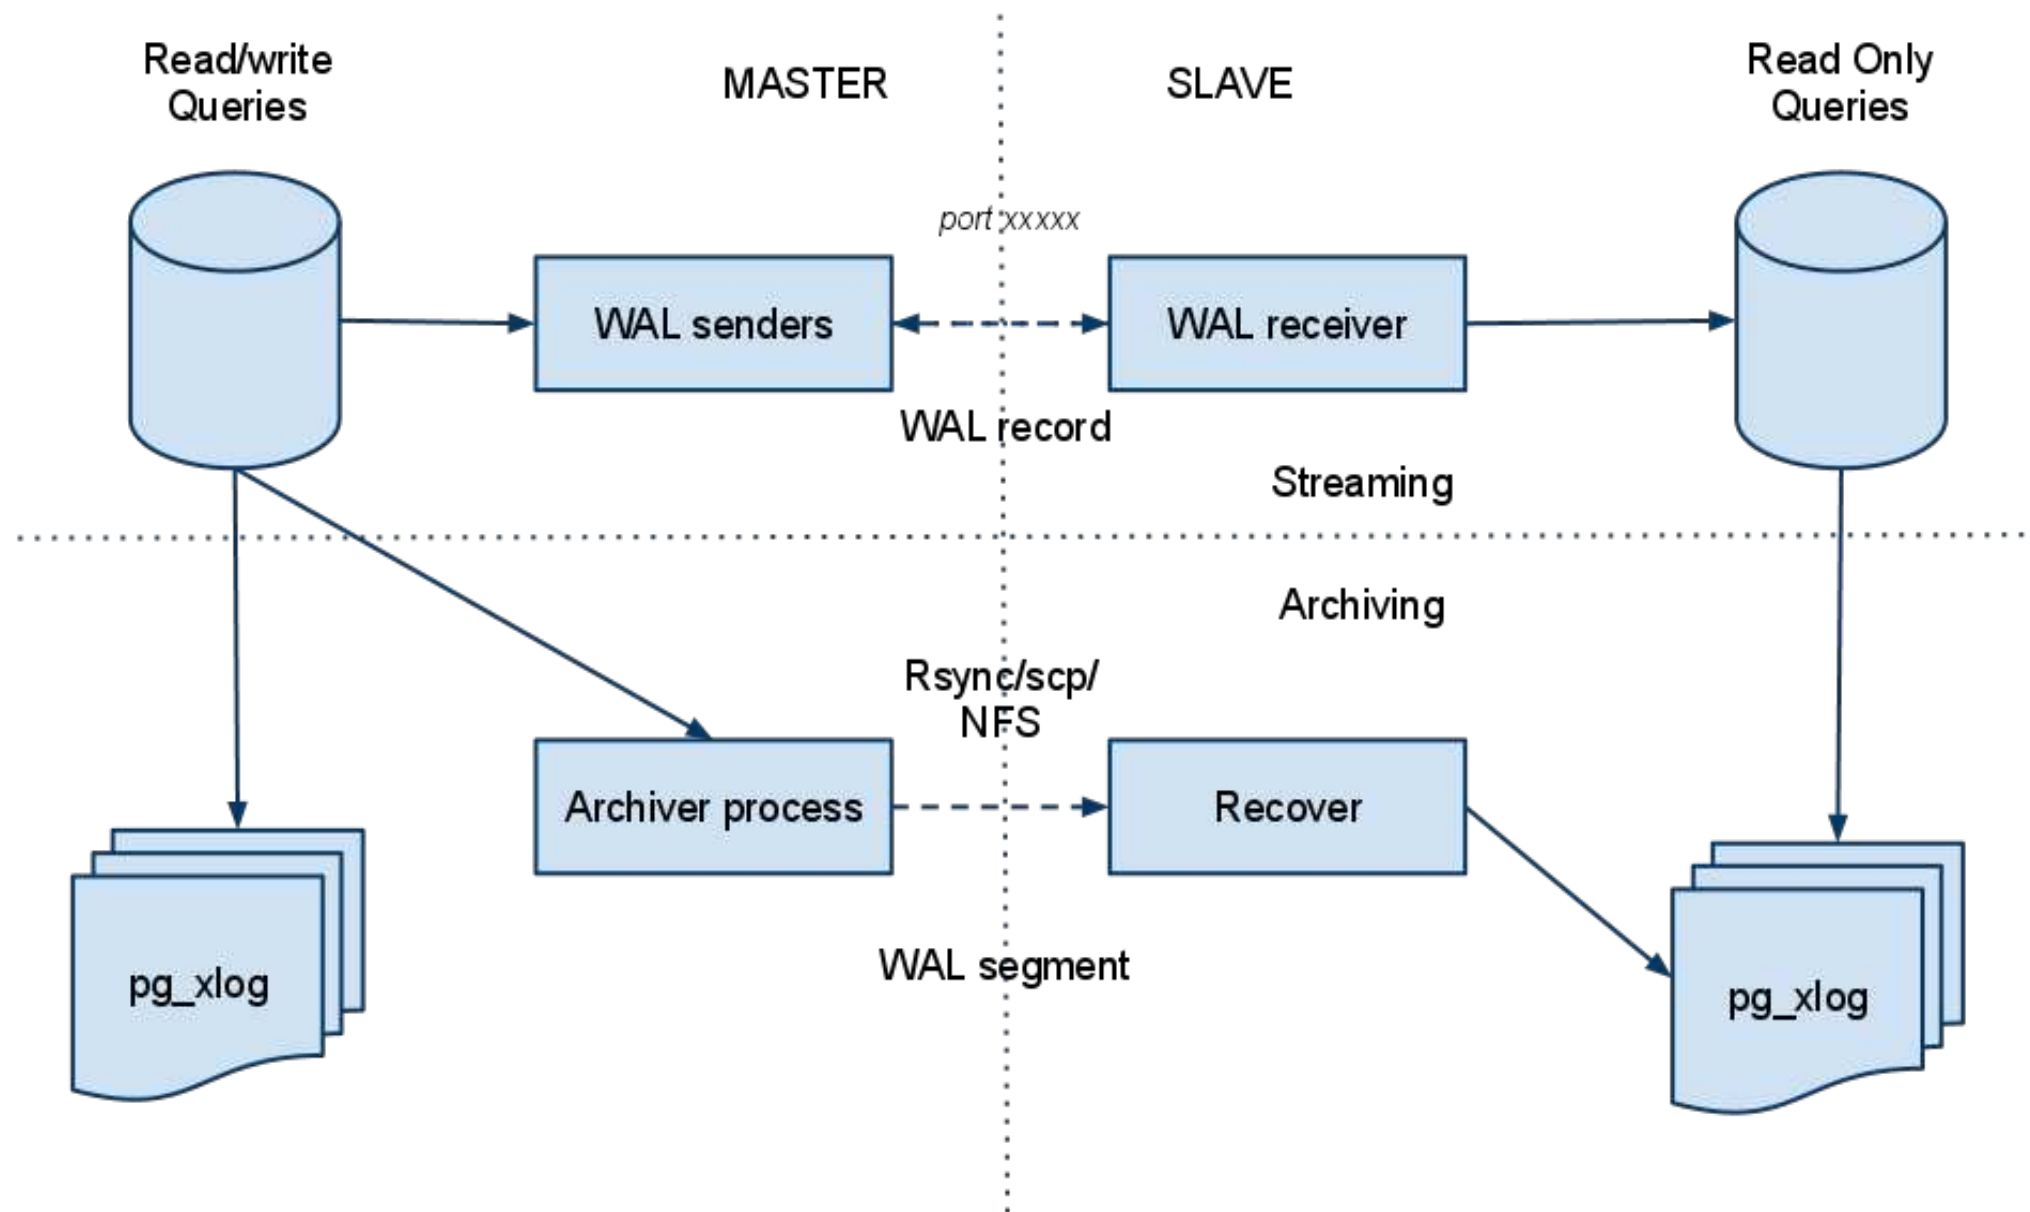 Read/write
Queries
MASTER
SLAVE
Read Only
Queries
port xxxxx
WAL senders
WAL receiver
WAL record
Streaming
Archiving
Rsync/scp/
NFS
Archiver process
Recover
WAL segment
pg_xlog
pg_xlog